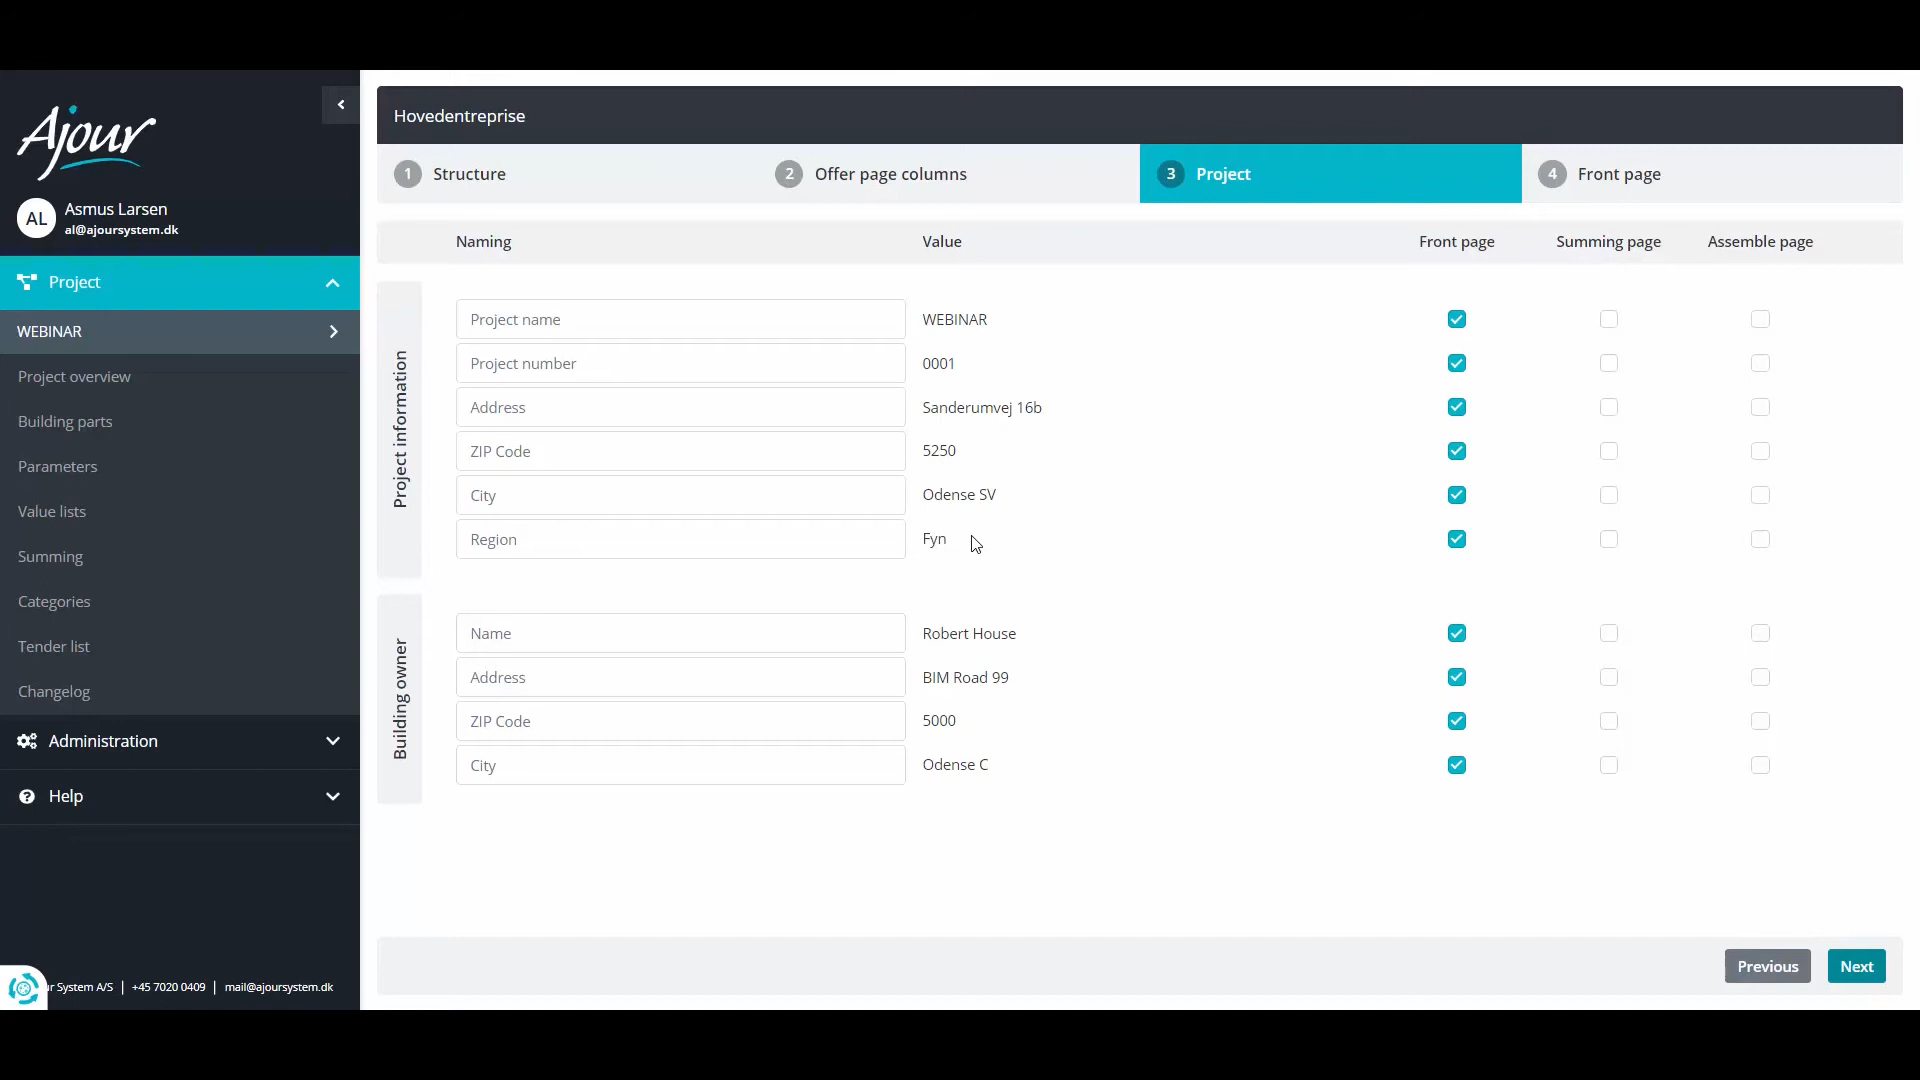 Ajour
AL
Asmus Larsen
al@ajoursystem.dk
Project
WEBINAR
Project overview
Building parts
Parameters
Value lists
Summing
Categories
Tender list
Changelog
Administration
Help
ur System A/S | +45 7020 0409 | mail@ajoursystem.dk
Hovedentreprise
1 Structure
2 Offer page columns
3 Project
4 Front page
Naming Value Front page Summing page Assemble page
Project information
Project name WEBINAR
Project number 0001
Address Sanderumvej 16b
ZIP Code 5250
City Odense SV
Region Fyn
Building owner
Name Robert House
Address BIM Road 99
ZIP Code 5000
City Odense C
Previous Next